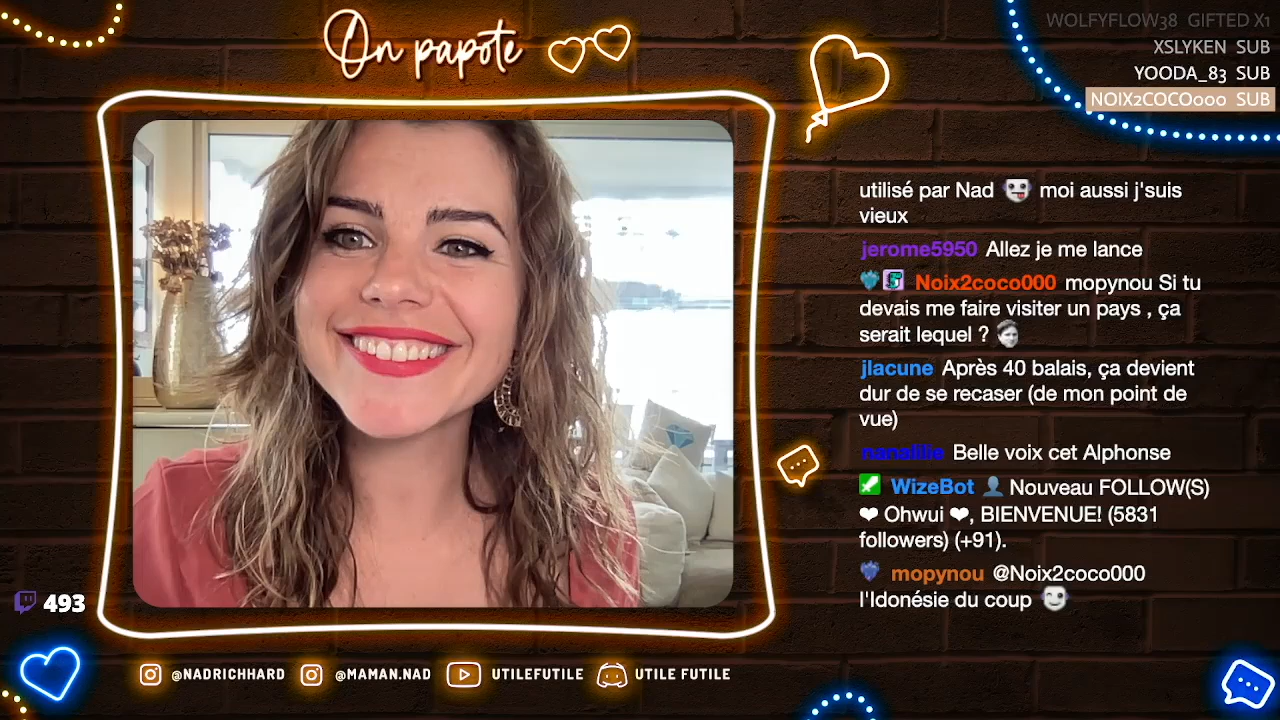 On papote
WOLFYFLOW38 GIFTED X1
XSLYKEN SUB
YOODA_83 SUB
NOIX2COCO000 SUB
utilisé par Nad moi aussi j'suis
vieux
jerome5950 Allez je me lance
Noix2coco000 mopynou Si tu
devais me faire visiter un pays , ça
serait lequel ?
jlacune Après 40 balais, ça devient
dur de se recaser (de mon point de
vue)
nanalilie Belle voix cet Alphonse
WizeBot 👤 Nouveau FOLLOW(S)
❤ Ohwui ❤, BIENVENUE! (5831
followers) (+91).
mopynou @Noix2coco000
l'Idonésie du coup
493
@NADRICHHARD @MAMAN.NAD UTILEFUTILE UTILE FUTILE